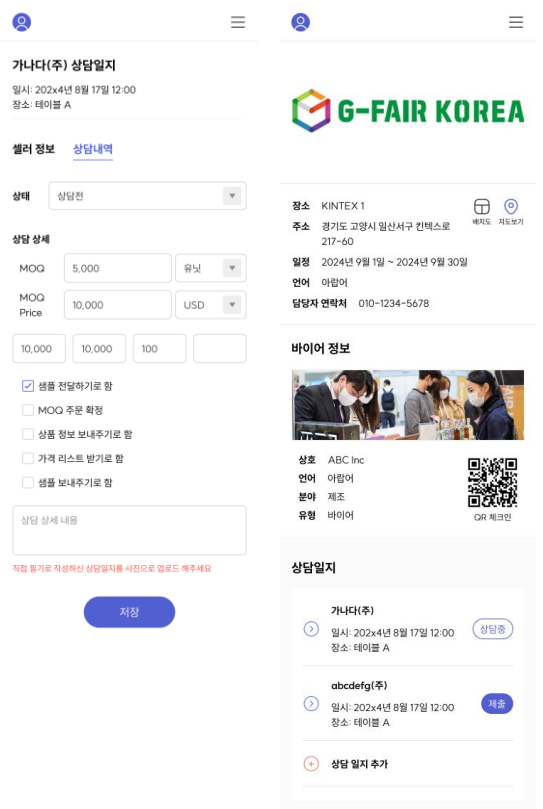 가나다(주) 상담일지
일시: 202x4년 8월 17일 12:00
장소: 테이블 A
셀러 정보 상담내역
상태 상담전
상담 상세
MOQ 5,000 유닛
MOQ Price 10,000 USD
10,000 10,000 100
샘플 전달하기로 함
MOQ 주문 확정
상품 정보 보내주기로 함
가격 리스트 받기로 함
샘플 보내주기로 함
상담 상세 내용
직접 필기로 작성하신 상담일지를 사진으로 업로드 해주세요
저장
G-FAIR KOREA
장소 KINTEX 1
배치도 지도보기
주소 경기도 고양시 일산서구 킨텍스로
217-60
일정 2024년 9월 1일 ~ 2024년 9월 30일
언어 아랍어
담당자 연락처 010-1234-5678
바이어 정보
상호 ABC Inc
언어 아랍어
분야 제조
유형 바이어
QR 체크인
상담일지
가나다(주)
일시: 202x4년 8월 17일 12:00
장소: 테이블 A
상담중
abcdefg(주)
일시: 202x4년 8월 17일 12:00
장소: 테이블 A
제출
상담 일지 추가